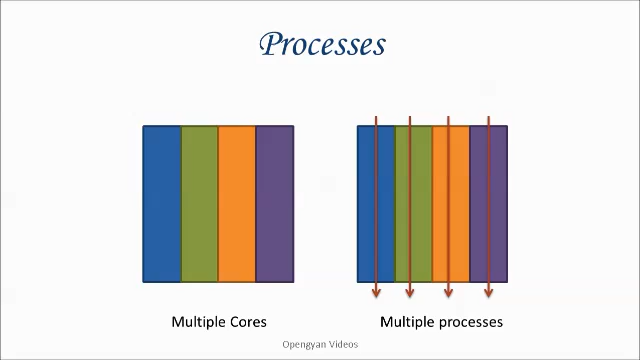 Processes
Multiple Cores
Multiple processes
Opengyan Videos